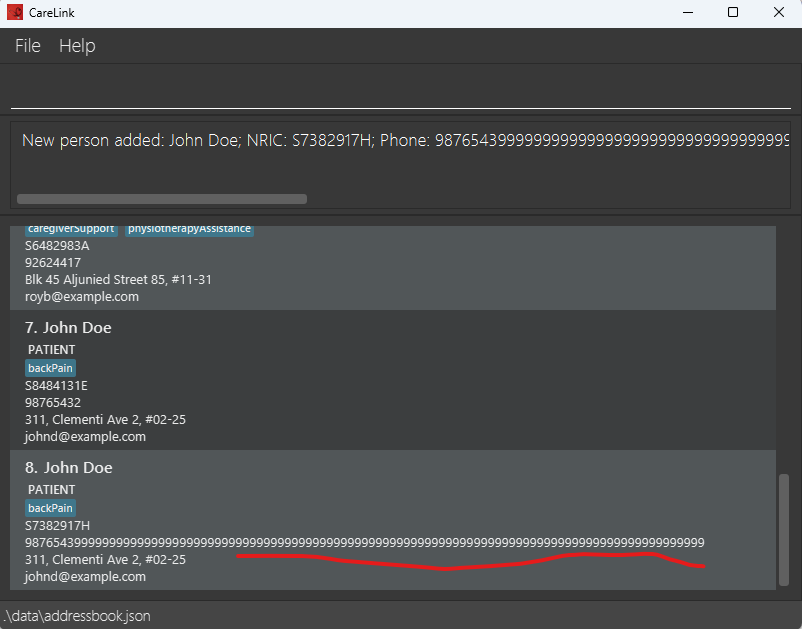 CareLink
File Help
New person added: John Doe; NRIC: S7382917H; Phone: 987654399999999999999999999999999999999
caregiverSupport physiotherapyAssistance
S6482983A
92624417
Blk 45 Aljunied Street 85, #11-31
royb@example.com
7. John Doe
PATIENT
backPain
S8484131E
98765432
311, Clementi Ave 2, #02-25
johnd@example.com
8. John Doe
PATIENT
backPain
S7382917H
9876543999999999999999999999999999999999999999999999999999999999999999999999999999999999999999999
311, Clementi Ave 2, #02-25
johnd@example.com
.\data\addressbook.json